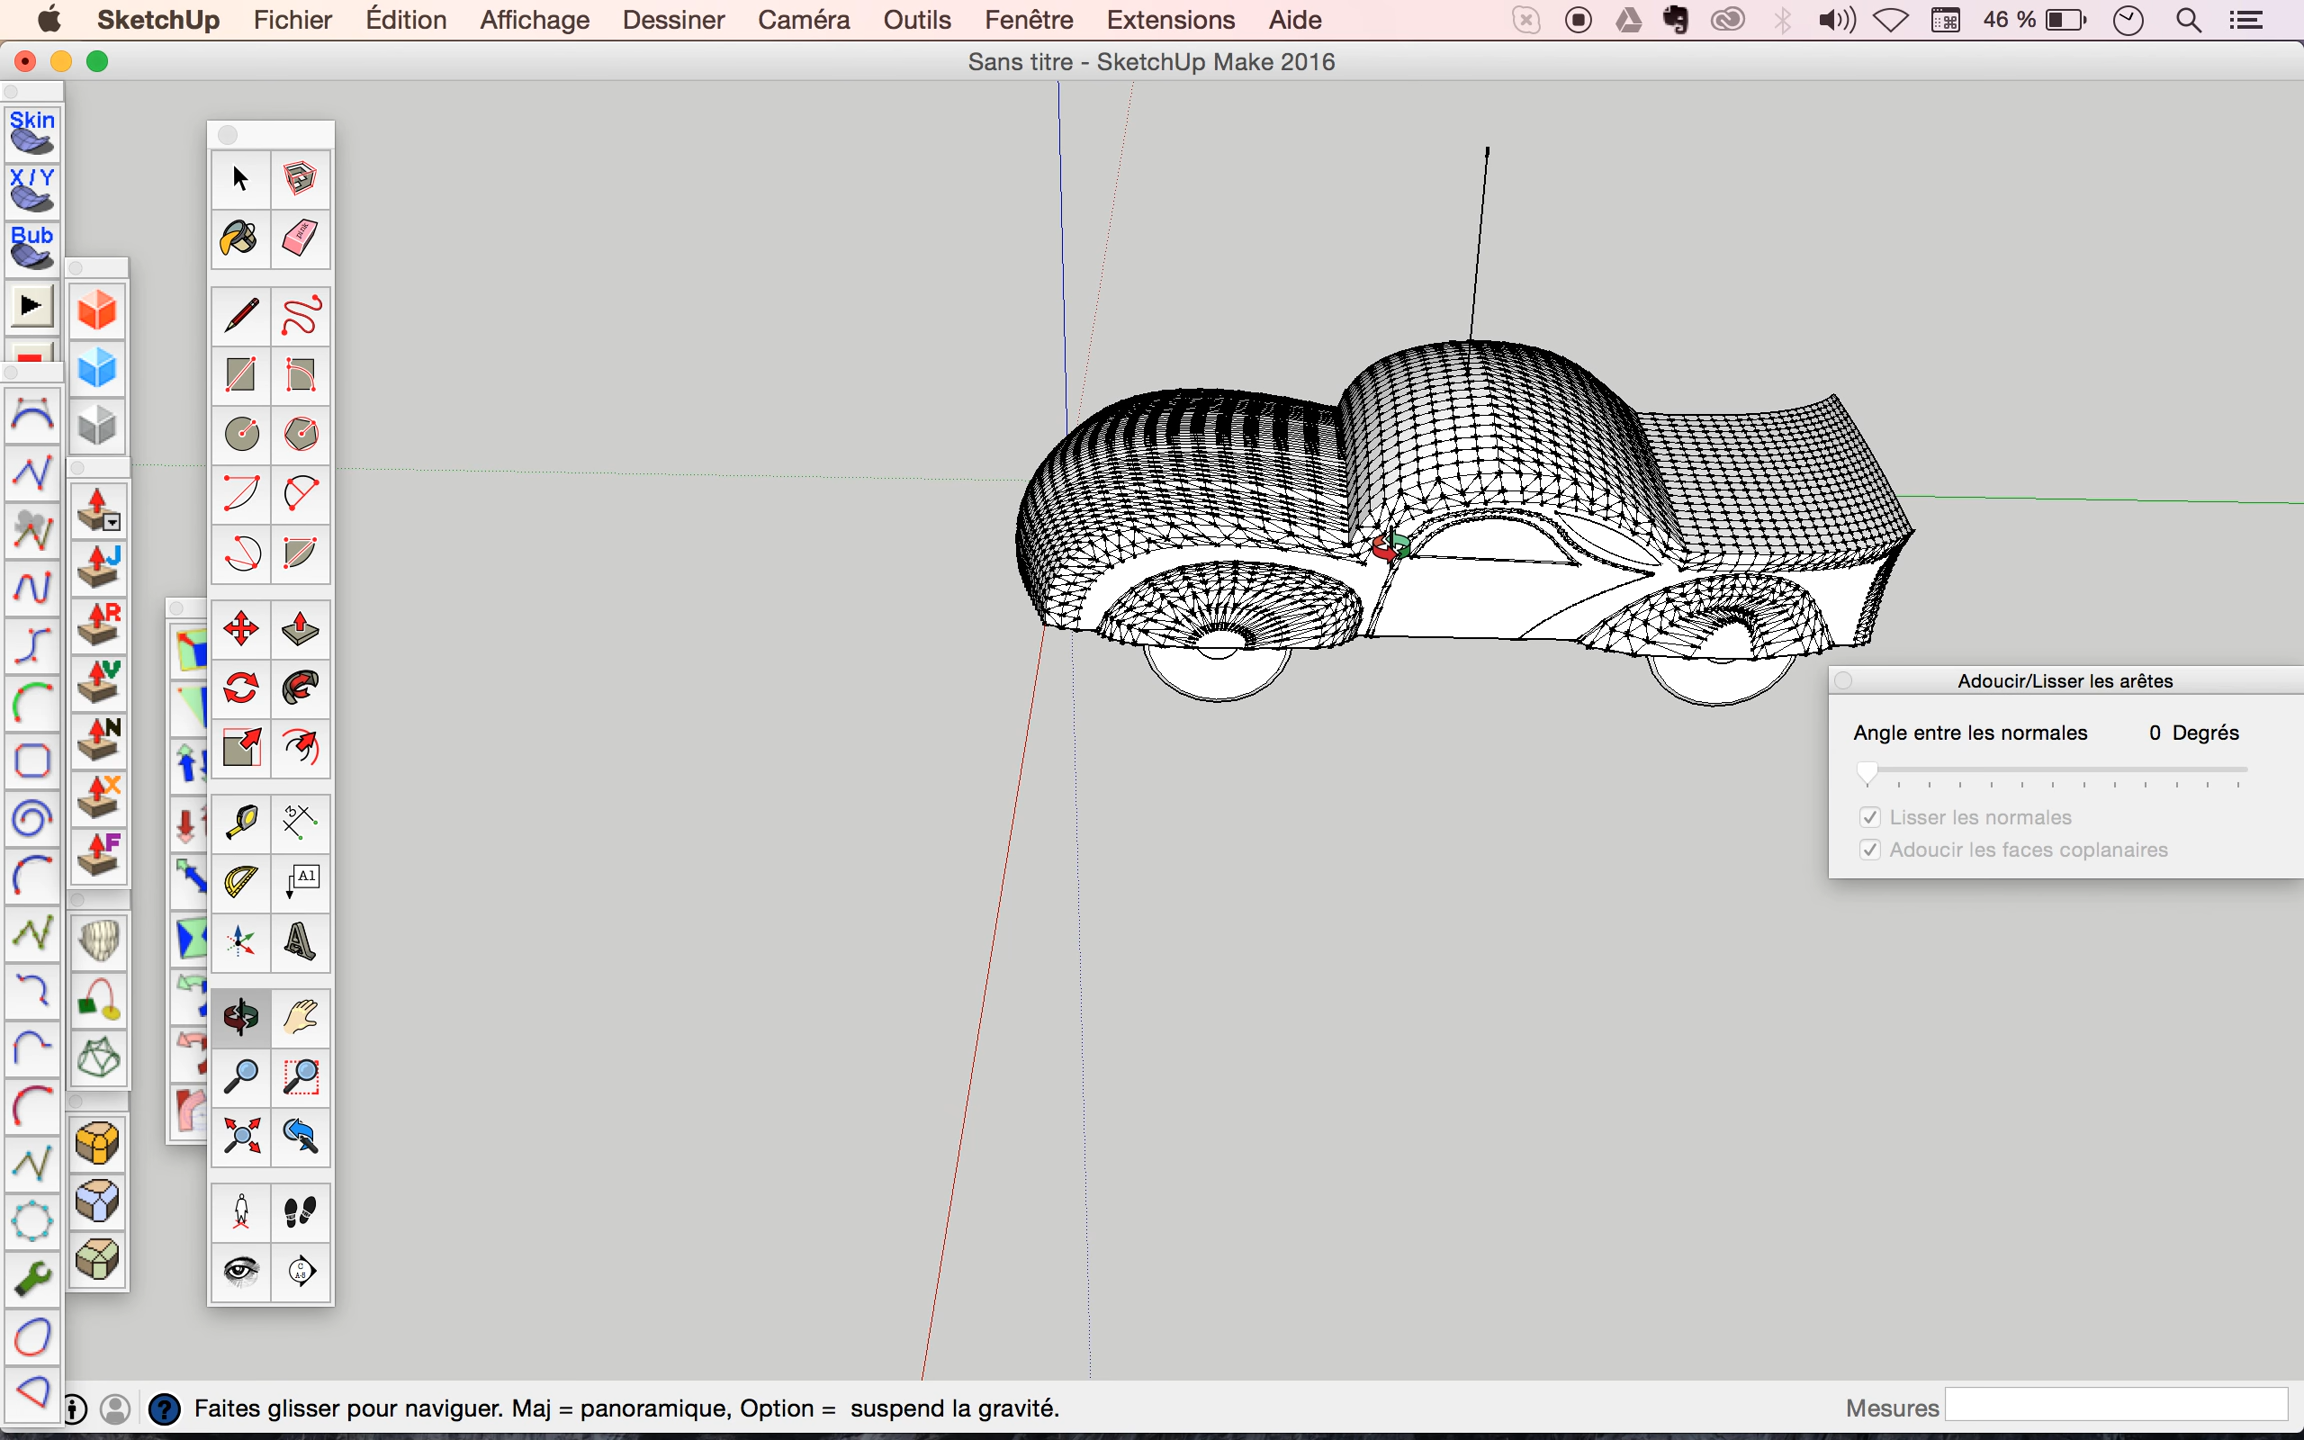 SketchUp Fichier Édition Affichage Dessiner Caméra Outils Fenêtre Extensions Aide 46 %
Sans titre - SketchUp Make 2016
Skin
X/Y
Bub
J
R
V
N
X
F
A1
Adoucir/Lisser les arêtes
Angle entre les normales 0 Degrés
Lisser les normales
Adoucir les faces coplanaires
Faites glisser pour naviguer. Maj = panoramique, Option = suspend la gravité.
Mesures